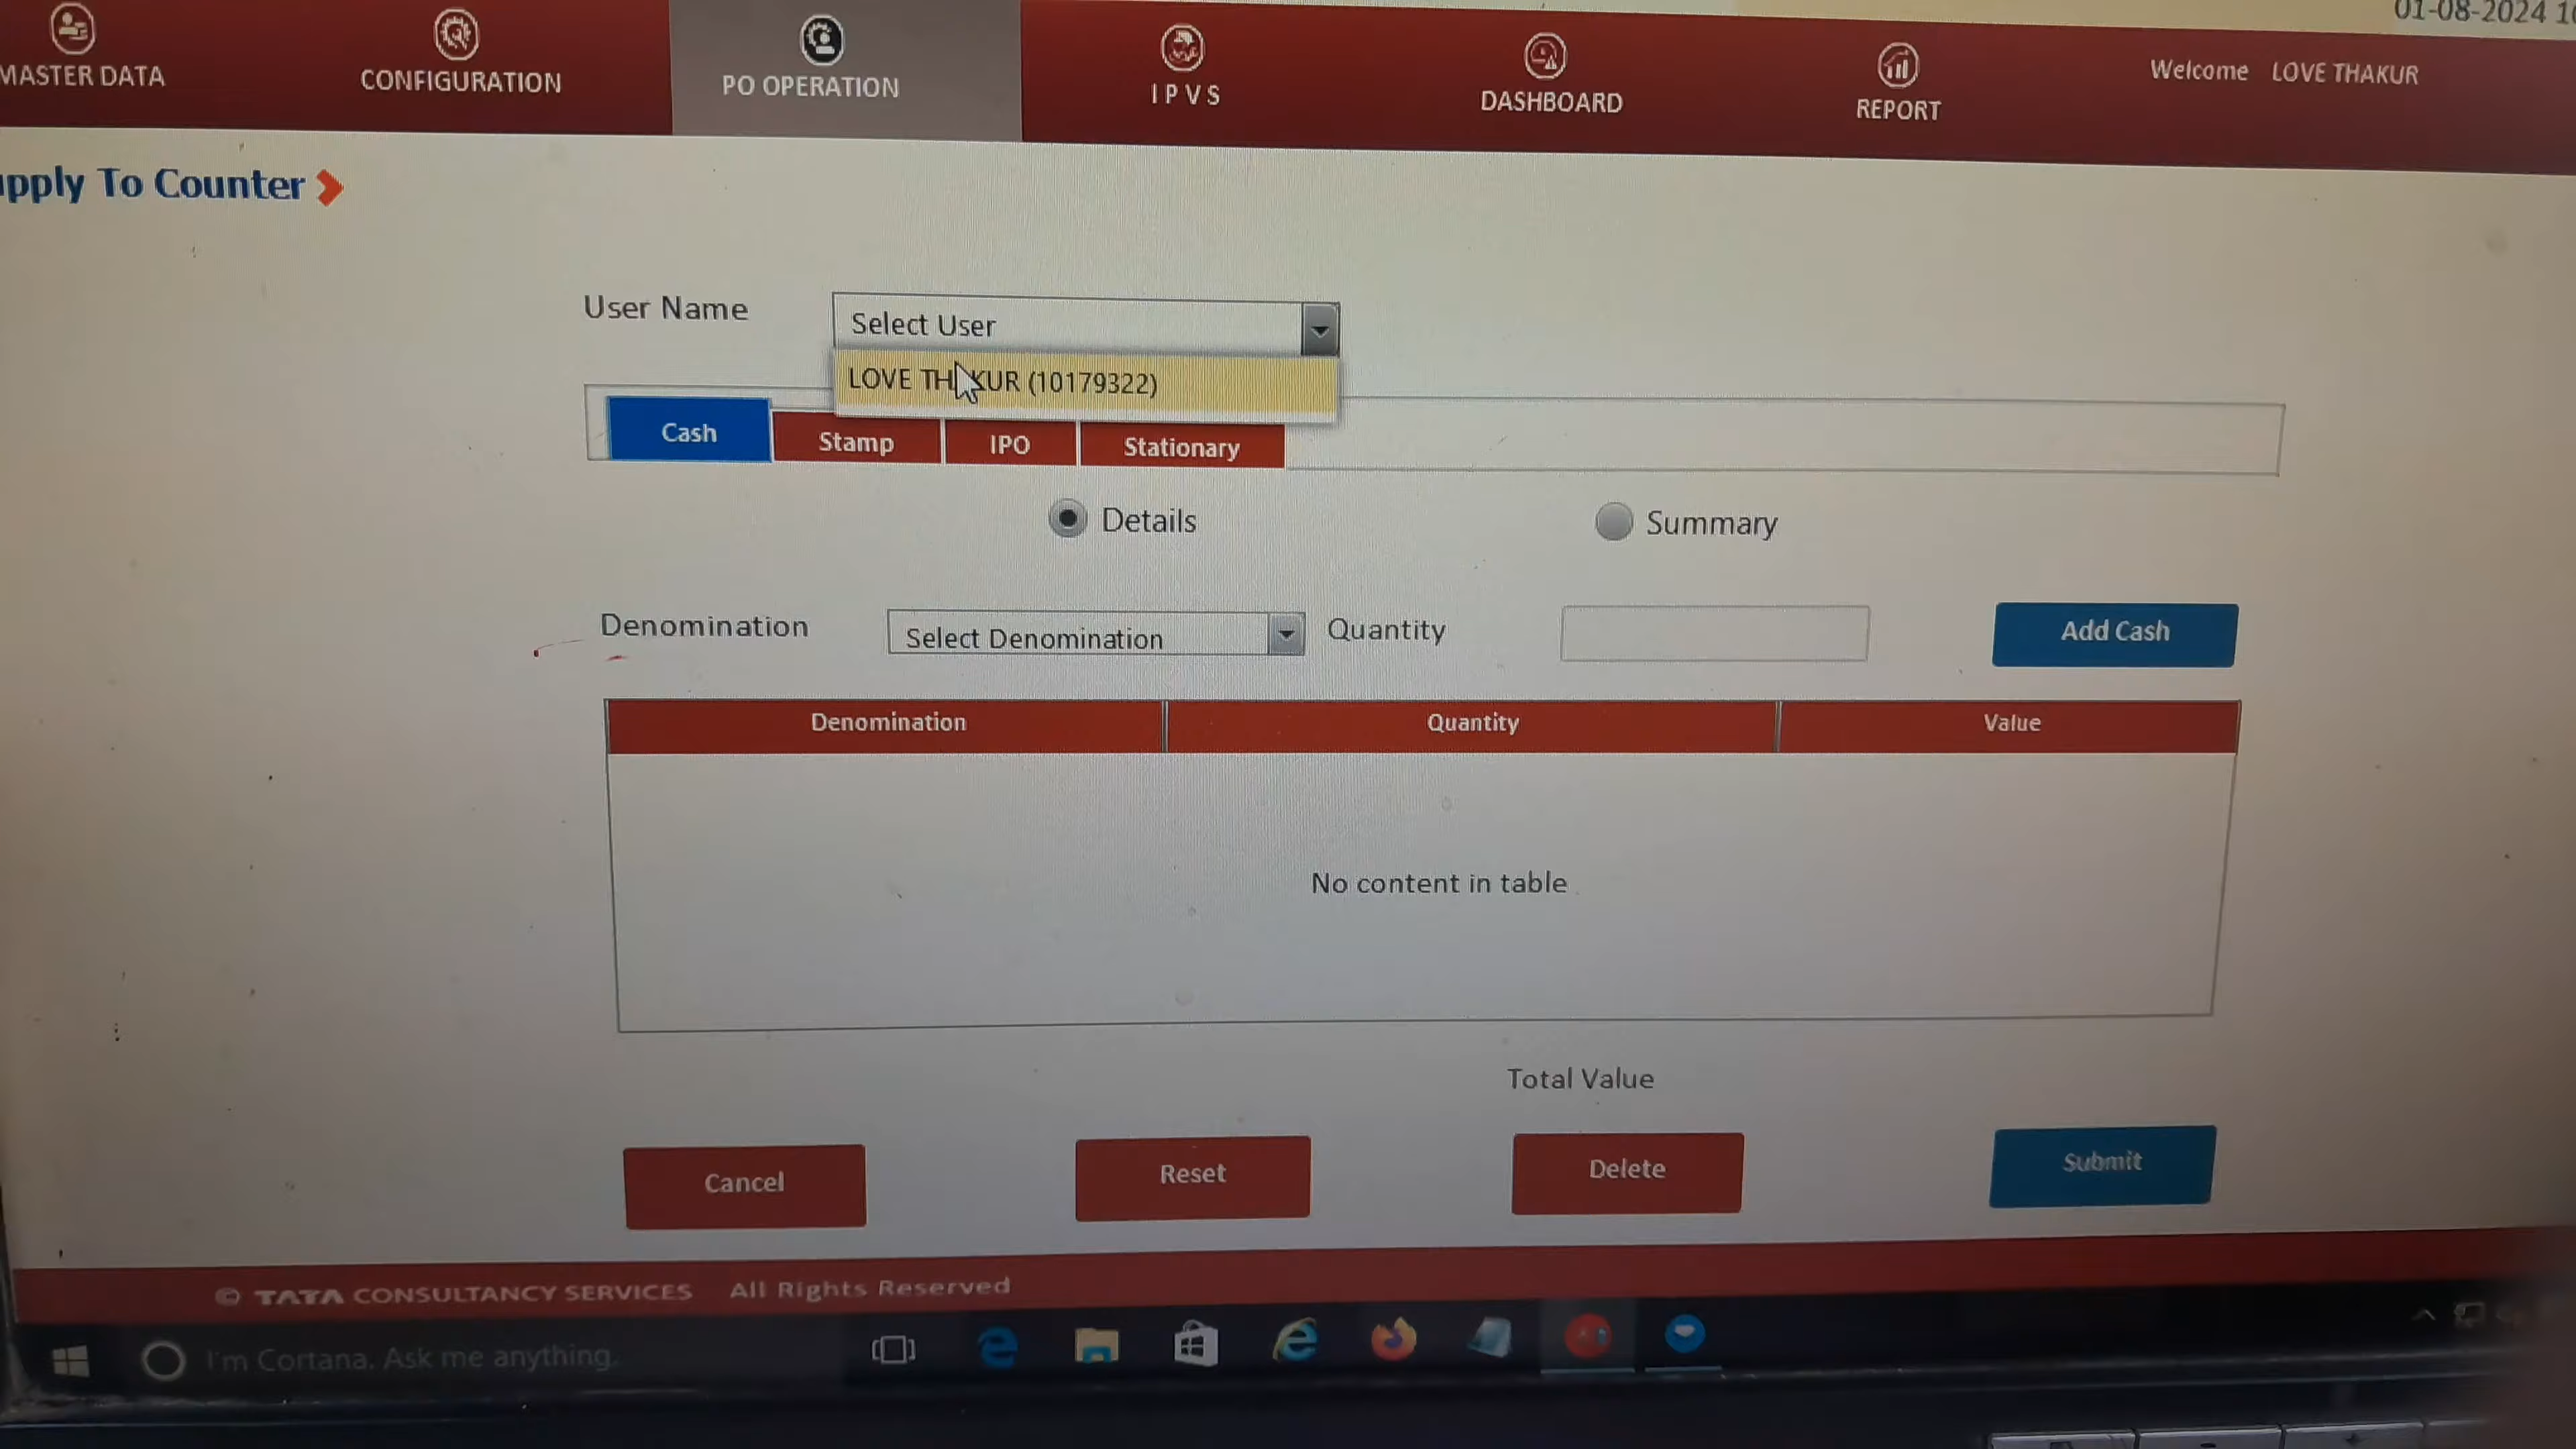 01-08-2024
MASTER DATA
CONFIGURATION
PO OPERATION
I P V S
DASHBOARD
REPORT
Welcome LOVE THAKUR
pply To Counter
User Name
Select User
LOVE THAKUR (10179322)
Cash
Stamp
IPO
Stationary
Details
Summary
Denomination
Select Denomination
Quantity
Add Cash
Denomination
Quantity
Value
No content in table
Total Value
Cancel
Reset
Delete
Submit
© TATA CONSULTANCY SERVICES All Rights Reserved
I'm Cortana. Ask me anything.